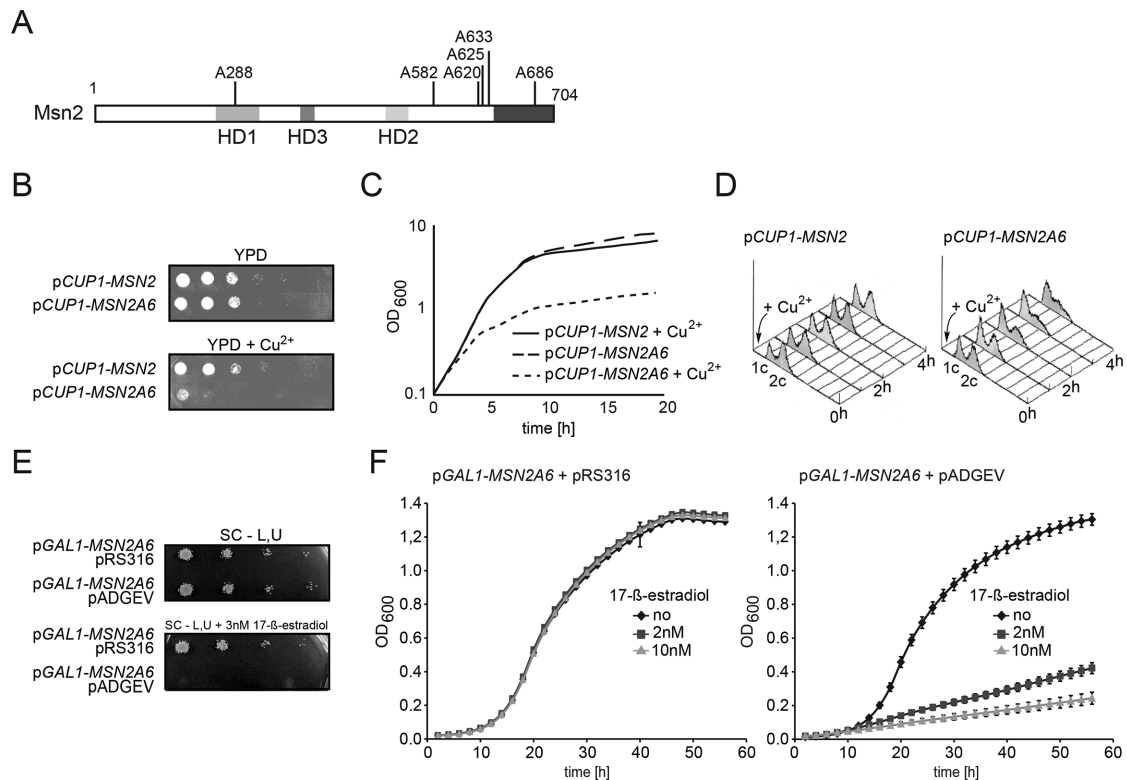 A
A633
A625
A288 A582 A620 A686
1 704
Msn2
HD1 HD3 HD2
B
YPD
pCUP1-MSN2
pCUP1-MSN2A6
YPD + Cu2+
pCUP1-MSN2
pCUP1-MSN2A6
C
10
1
0.1
OD600
pCUP1-MSN2 + Cu2+
pCUP1-MSN2A6
pCUP1-MSN2A6 + Cu2+
0 5 10 15 20
time [h]
D
pCUP1-MSN2
+ Cu2+
1c
2c
0h
2h
4h
pCUP1-MSN2A6
+ Cu2+
1c
2c
0h
2h
4h
E
SC - L,U
pGAL1-MSN2A6
pRS316
pGAL1-MSN2A6
pADGEV
SC - L,U + 3nM 17-ß-estradiol
pGAL1-MSN2A6
pRS316
pGAL1-MSN2A6
pADGEV
F
pGAL1-MSN2A6 + pRS316
1.4
1,2
1.0
0.8
0.6
0.4
0.2
0.0
OD600
17-ß-estradiol
no
2nM
10nM
0 10 20 30 40 50 60
time [h]
pGAL1-MSN2A6 + pADGEV
1.4
1,2
1.0
0.8
0.6
0.4
0.2
0.0
OD600
17-ß-estradiol
no
2nM
10nM
0 10 20 30 40 50 60
time [h]